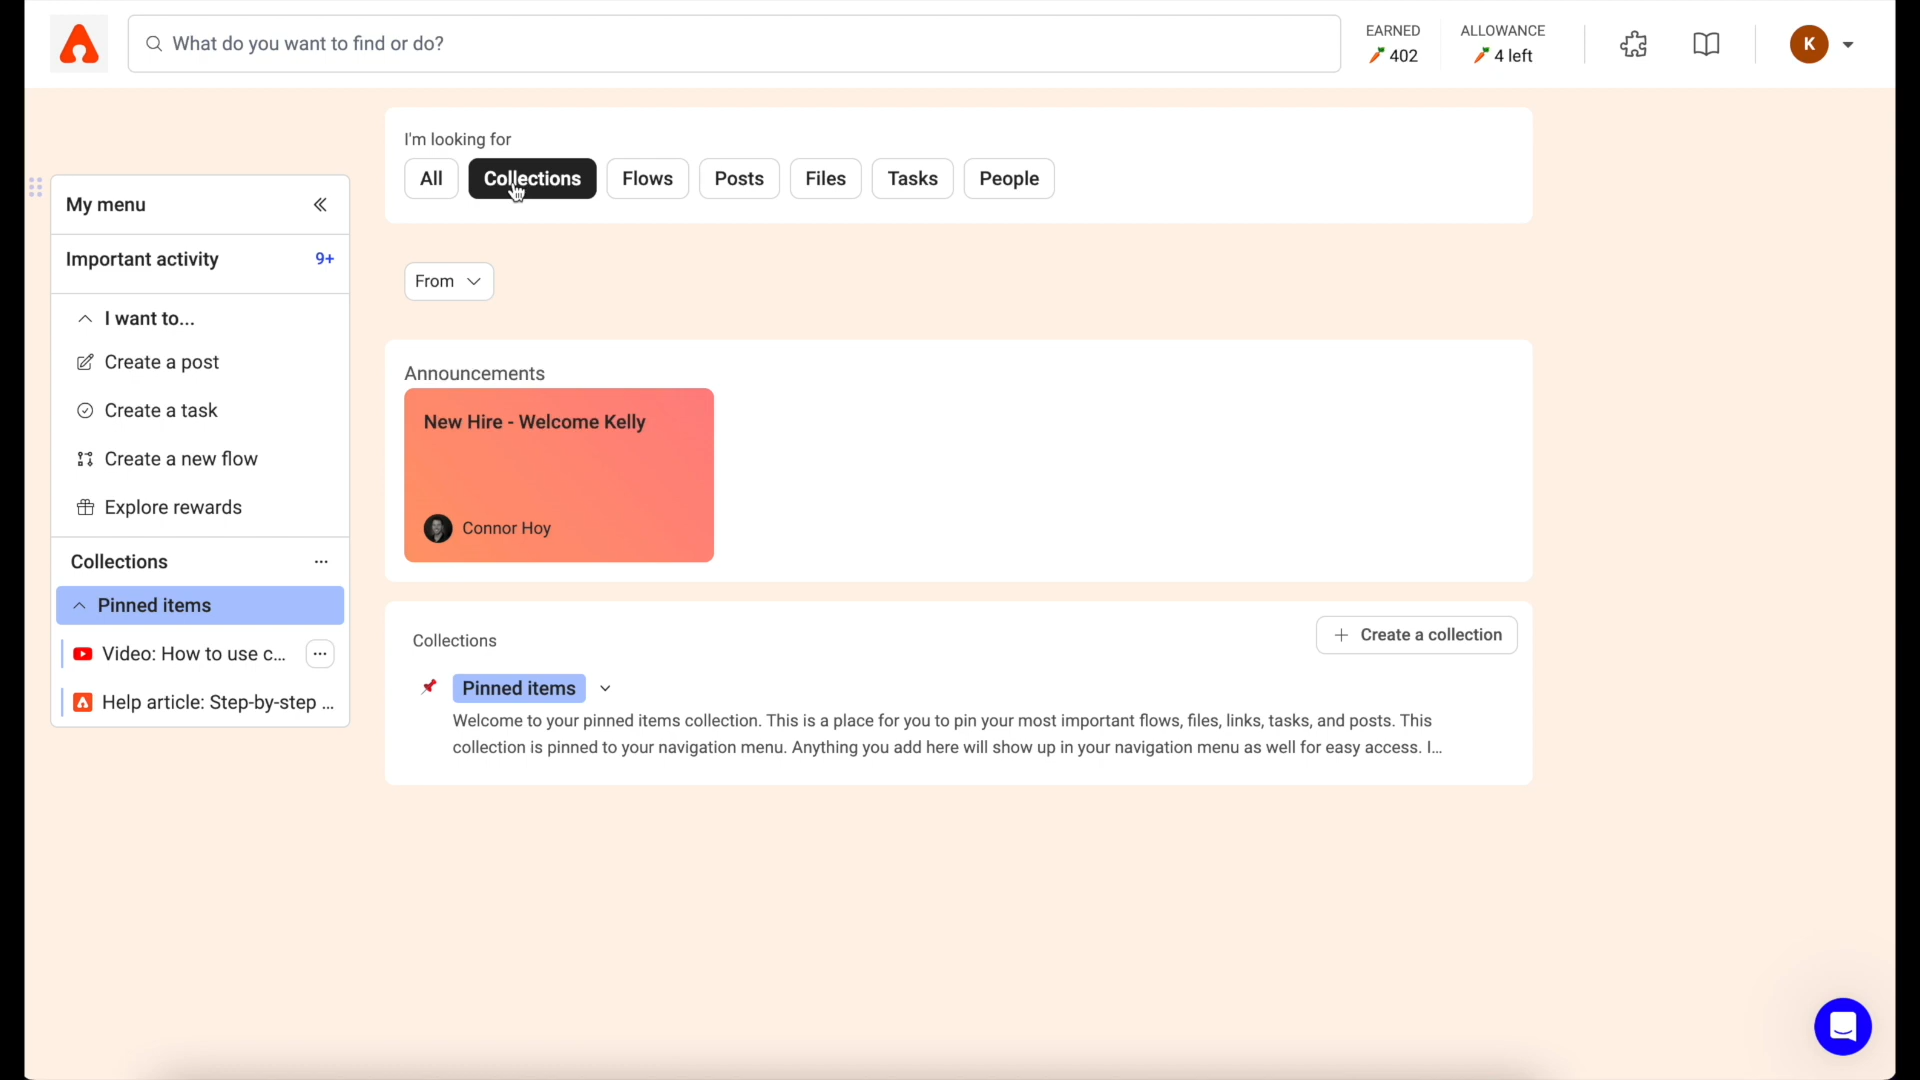 What do you want to find or do?
EARNED
402
ALLOWANCE
4 left
K
I'm looking for
All
Collections
Flows
Posts
Files
Tasks
People
My menu
Important activity
9+
I want to...
Create a post
Create a task
Create a new flow
Explore rewards
Collections
Pinned items
Video: How to use c...
Help article: Step-by-step ...
From
Announcements
New Hire - Welcome Kelly
Connor Hoy
Collections
Create a collection
Pinned items
Welcome to your pinned items collection. This is a place for you to pin your most important flows, files, links, tasks, and posts. This
collection is pinned to your navigation menu. Anything you add here will show up in your navigation menu as well for easy access. I...